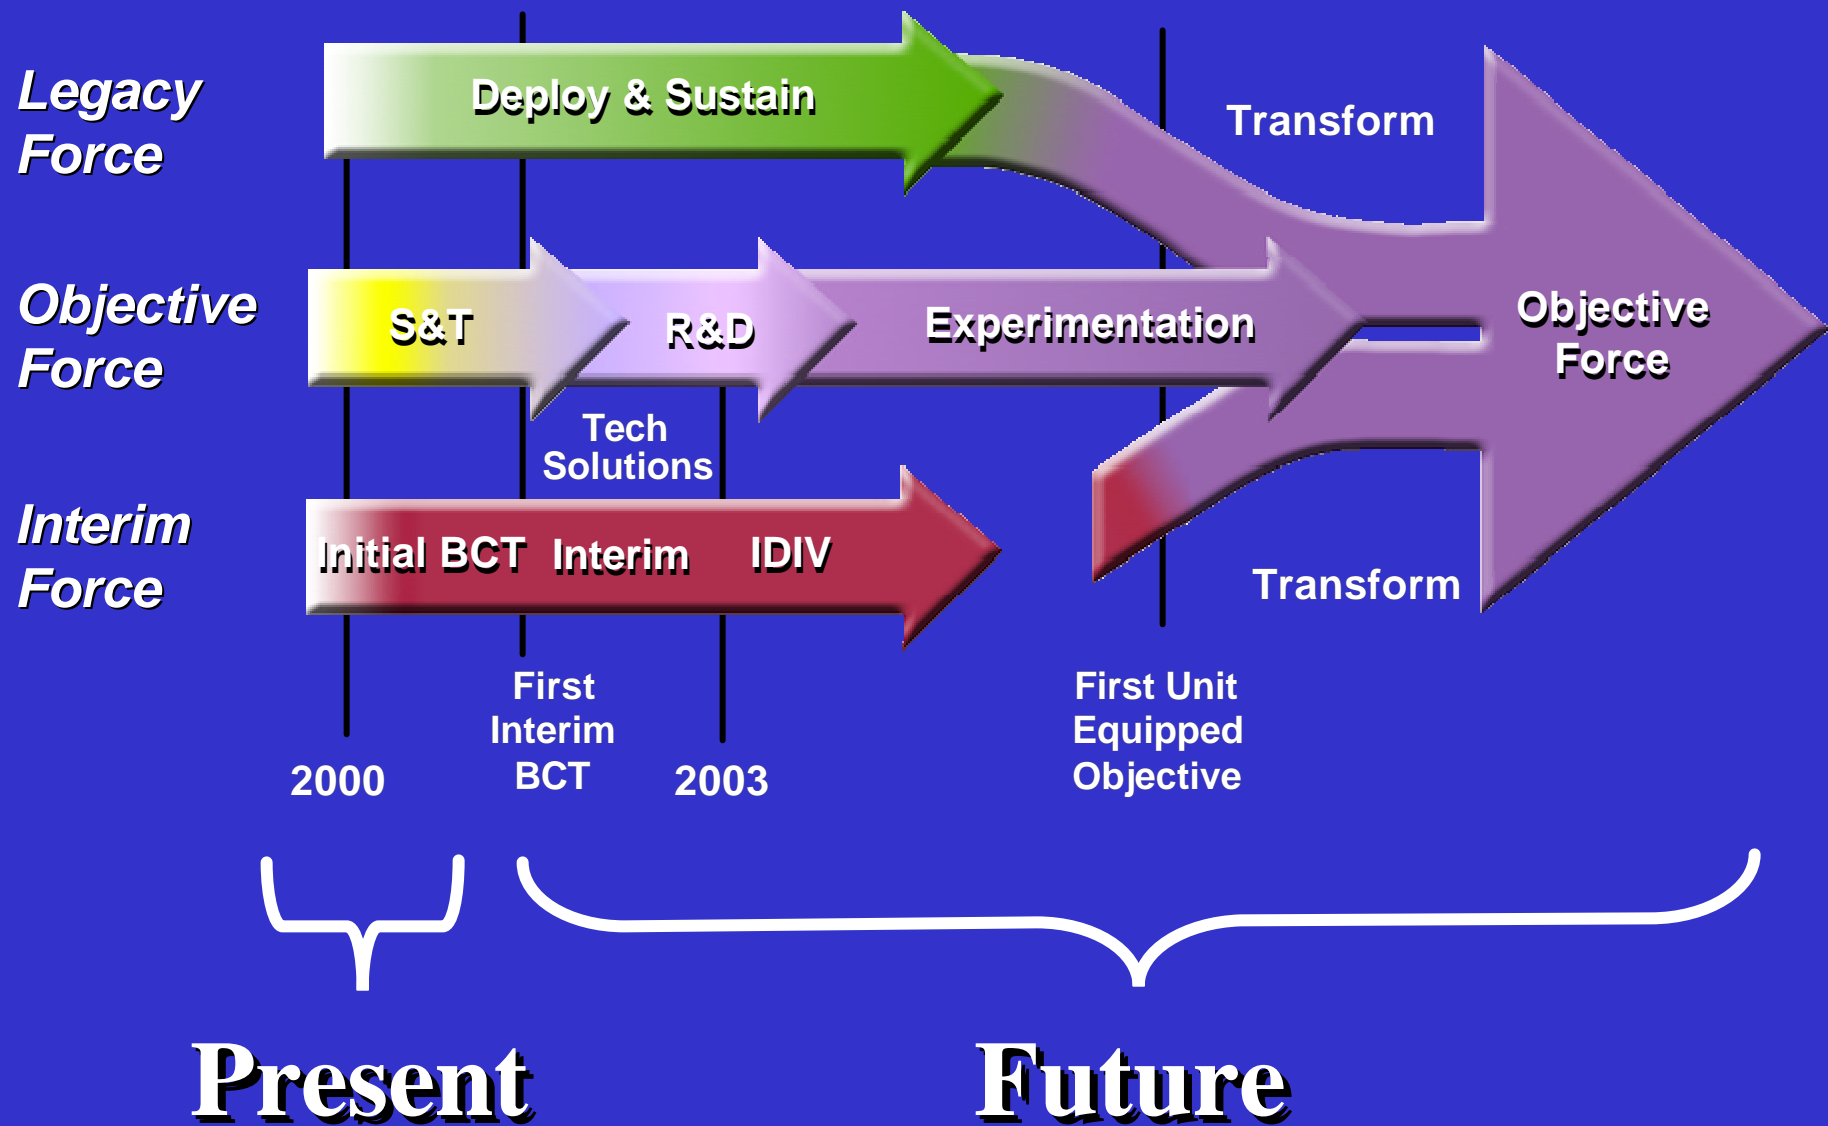 Legacy
Force
Deploy & Sustain
Transform
Objective
Force
S&T
R&D
Experimentation
Objective
Force
Tech
Solutions
Interim
Force
Initial BCT
Interim
IDIV
Transform
First
Interim
BCT
First Unit
Equipped
Objective
2000
2003
Present
Future